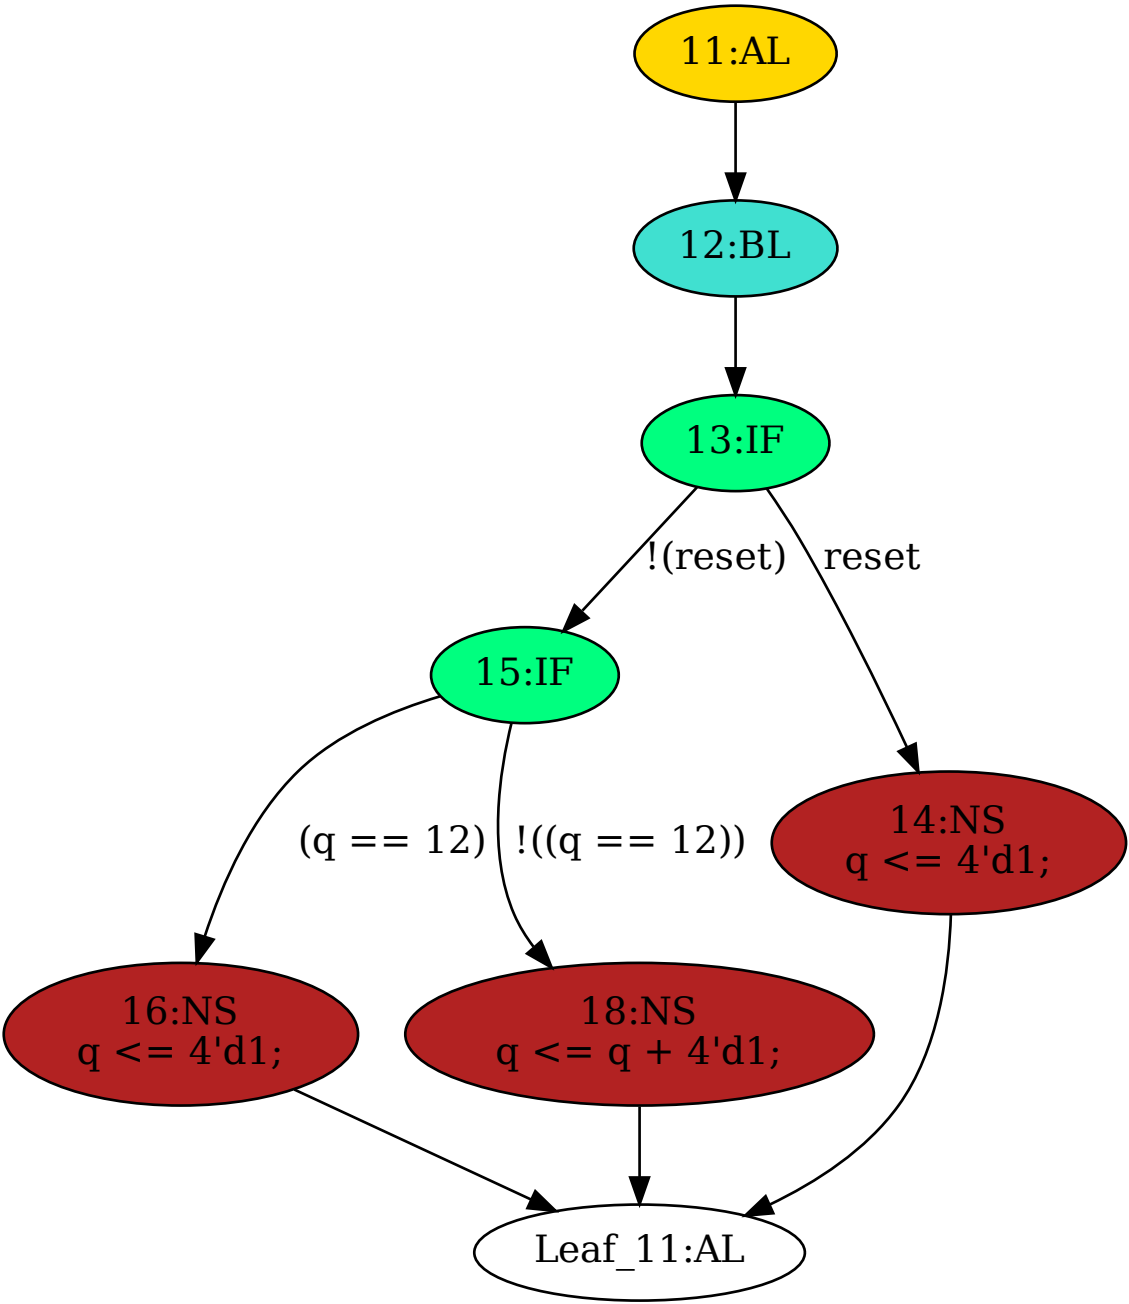 11:AL
12:BL
13:IF
!(reset)
reset
15:IF
(q == 12)
!((q == 12))
14:NS
q <= 4'd1;
16:NS
q <= 4'd1;
18:NS
q <= q + 4'd1;
Leaf_11:AL